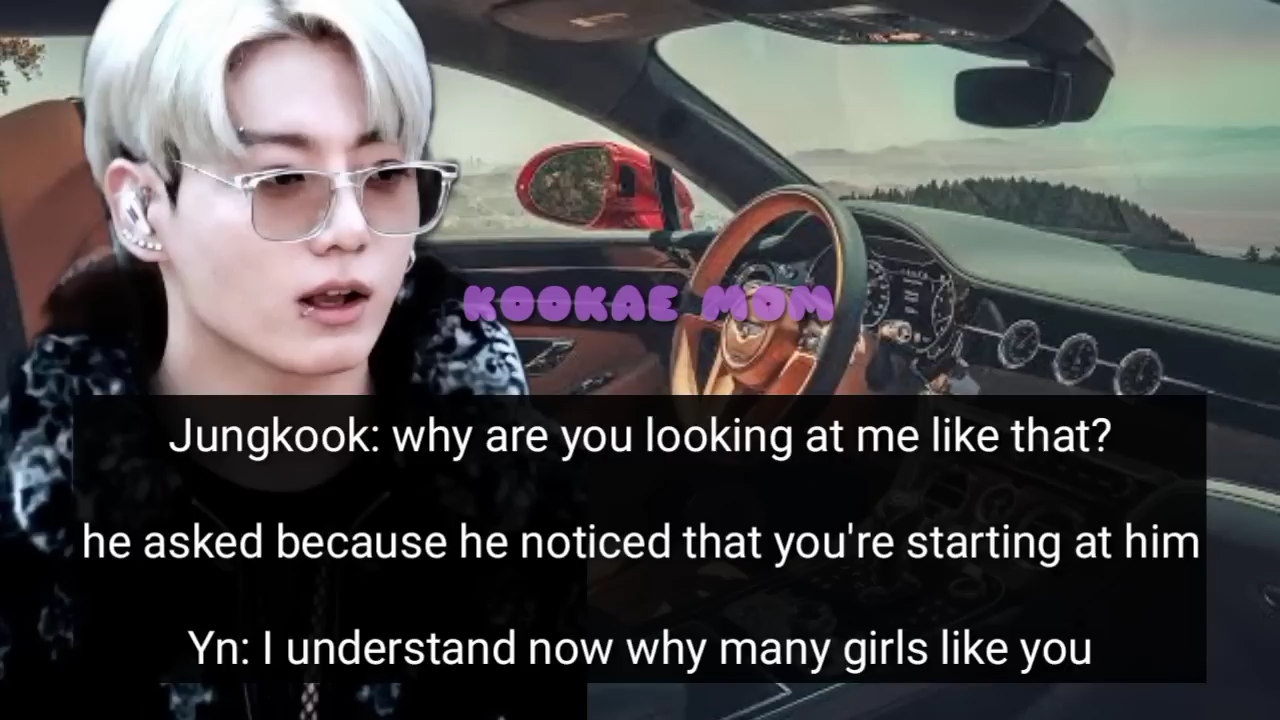 KOOKAE MOM
Jungkook: why are you looking at me like that?
he asked because he noticed that you're starting at him
Yn: I understand now why many girls like you